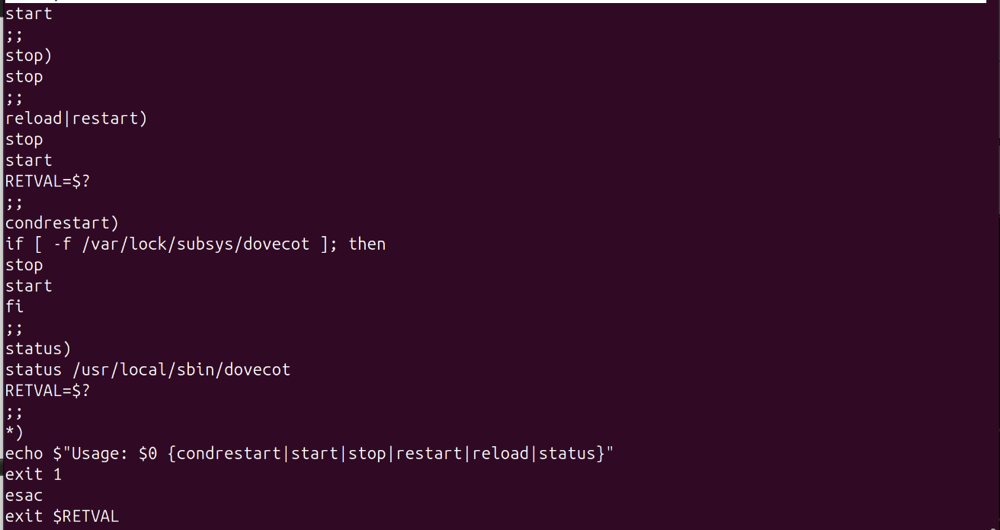 start
;;
stop)
stop
;;
reload|restart)
stop
start
RETVAL=$?
;;
condrestart)
if [ -f /var/lock/subsys/dovecot ]; then
stop
start
fi
;;
status)
status /usr/local/sbin/dovecot
RETVAL=$?
;;
*)
echo $"Usage: $0 {condrestart|start|stop|restart|reload|status}"
exit 1
esac
exit $RETVAL